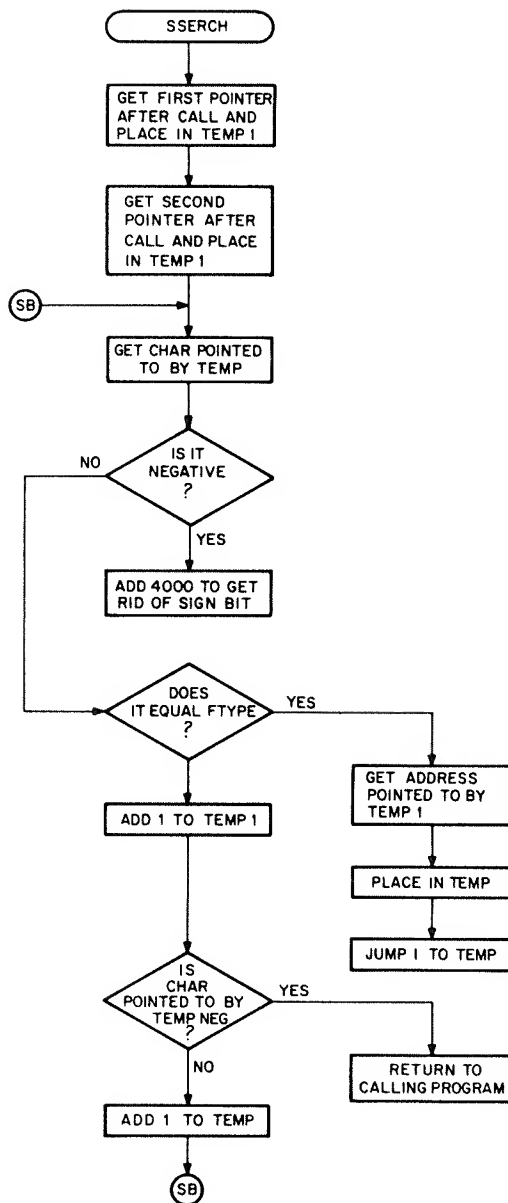 SSERCH
GET FIRST POINTER
AFTER CALL AND
PLACE IN TEMP 1
GET SECOND
POINTER AFTER
CALL AND PLACE
IN TEMP 1
SB
GET CHAR POINTED
TO BY TEMP
NO
IS IT
NEGATIVE
?
YES
ADD 4000 TO GET
RID OF SIGN BIT
DOES
IT EQUAL FTYPE
?
YES
GET ADDRESS
POINTED TO BY
TEMP 1
ADD 1 TO TEMP 1
PLACE IN TEMP
JUMP I TO TEMP
IS
CHAR
POINTED TO BY
TEMP NEG
?
YES
NO
RETURN TO
CALLING PROGRAM
ADD 1 TO TEMP
SB